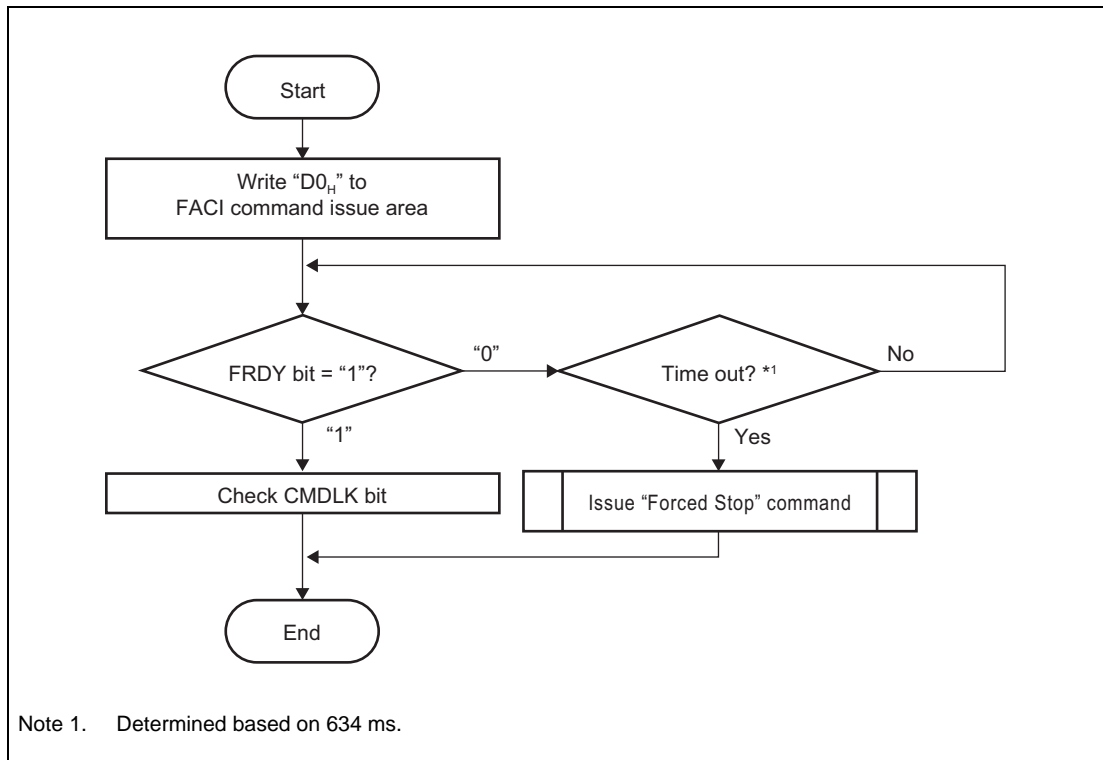 Start
Write “D0H” to
FACI command issue area
FRDY bit = “1”?
“0”
Time out? *1
No
“1”
Yes
Check CMDLK bit
Issue “Forced Stop” command
End
Note 1. Determined based on 634 ms.